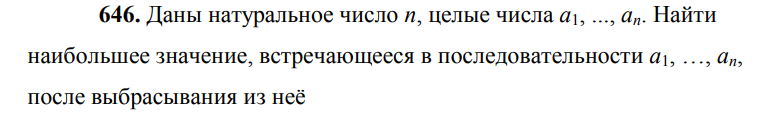 646. Даны натуральное число n, целые числа a₁, ..., aₙ. Найти
наибольшее значение, встречающееся в последовательности a₁, …, aₙ,
после выбрасывания из неё